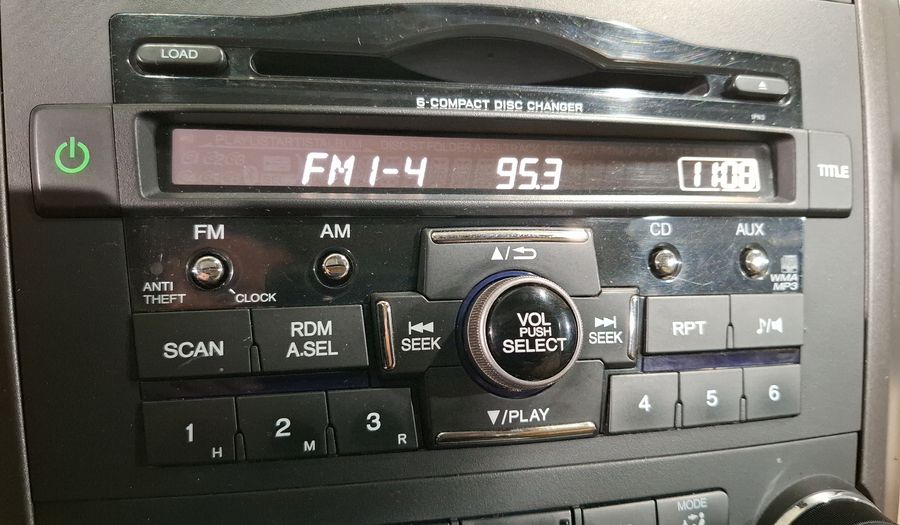 LOAD
6-COMPACT DISC CHANGER
FM1-4 95.3 11:08
TITLE
FM AM CD AUX
ANTI THEFT
CLOCK
WMA
MP3
SCAN
RDM
A.SEL
SEEK
VOL
PUSH
SELECT
SEEK
RPT
1 H
2 M
3 R
▼/PLAY
4 5 6
MODE